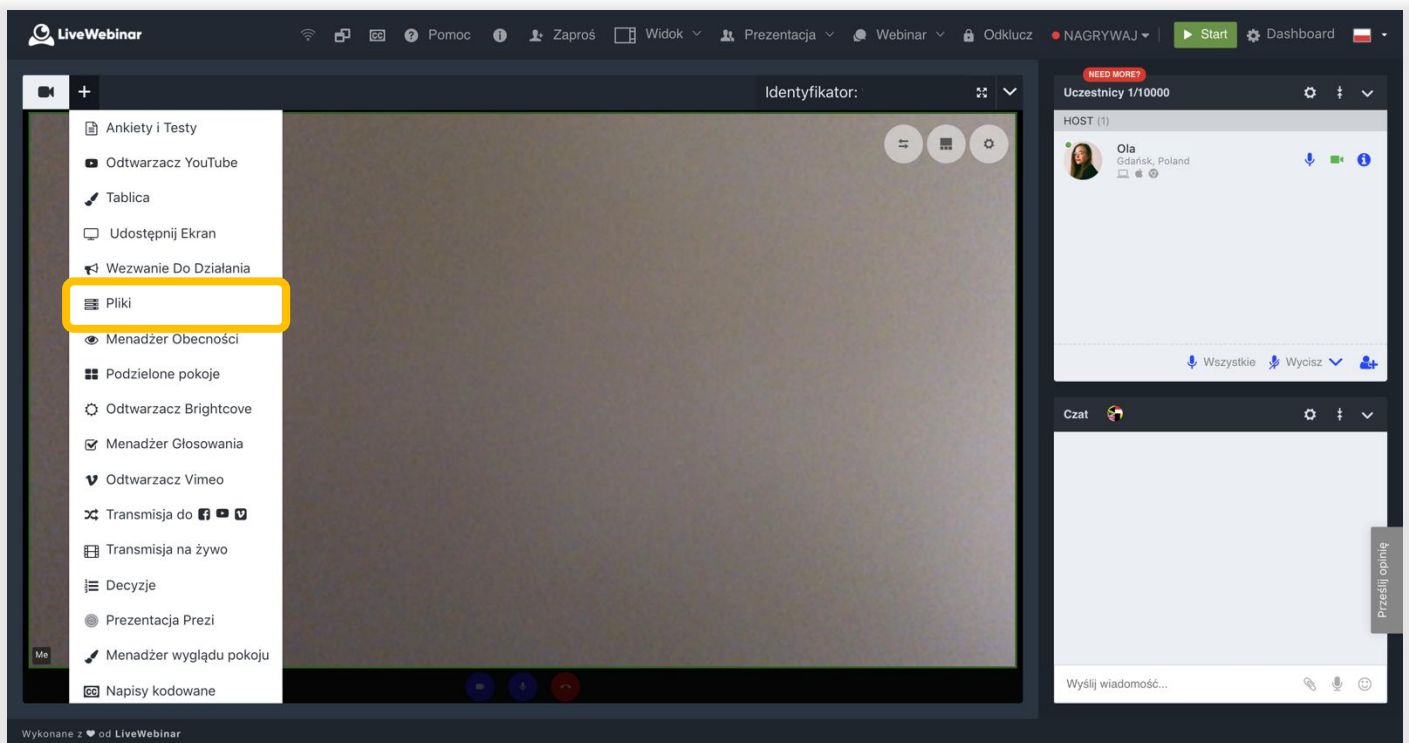 LiveWebinar
CC Pomoc Zaproś Widok Prezentacja Webinar Odklucz NAGRYWAJ Start Dashboard
+ Identyfikator:
Ankiety i Testy
Odtwarzacz YouTube
Tablica
Udostępnij Ekran
Wezwanie Do Działania
Pliki
Menadżer Obecności
Podzielone pokoje
Odtwarzacz Brightcove
Menadżer Głosowania
Odtwarzacz Vimeo
Transmisja do
Transmisja na żywo
Decyzje
Prezentacja Prezi
Menadżer wyglądu pokoju
CC Napisy kodowane
Me
NEED MORE?
Uczestnicy 1/10000
HOST (1)
Ola
Gdańsk, Poland
Wszystkie Wycisz
Czat
Prześlij opinię
Wyślij wiadomość...
Wykonane z ❤ od LiveWebinar